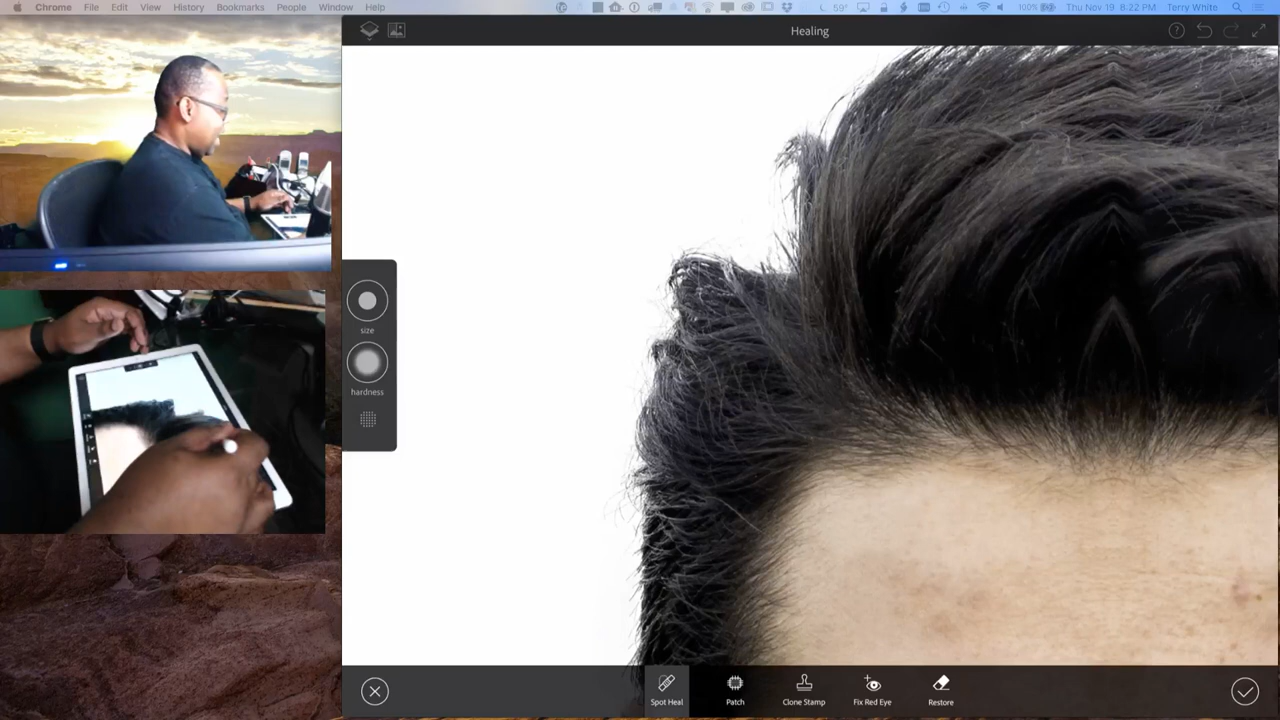 Chrome File Edit View History Bookmarks People Window Help
59° 100% Thu Nov 19 8:22 PM Terry White
Healing
size
hardness
Spot Heal Patch Clone Stamp Fix Red Eye Restore